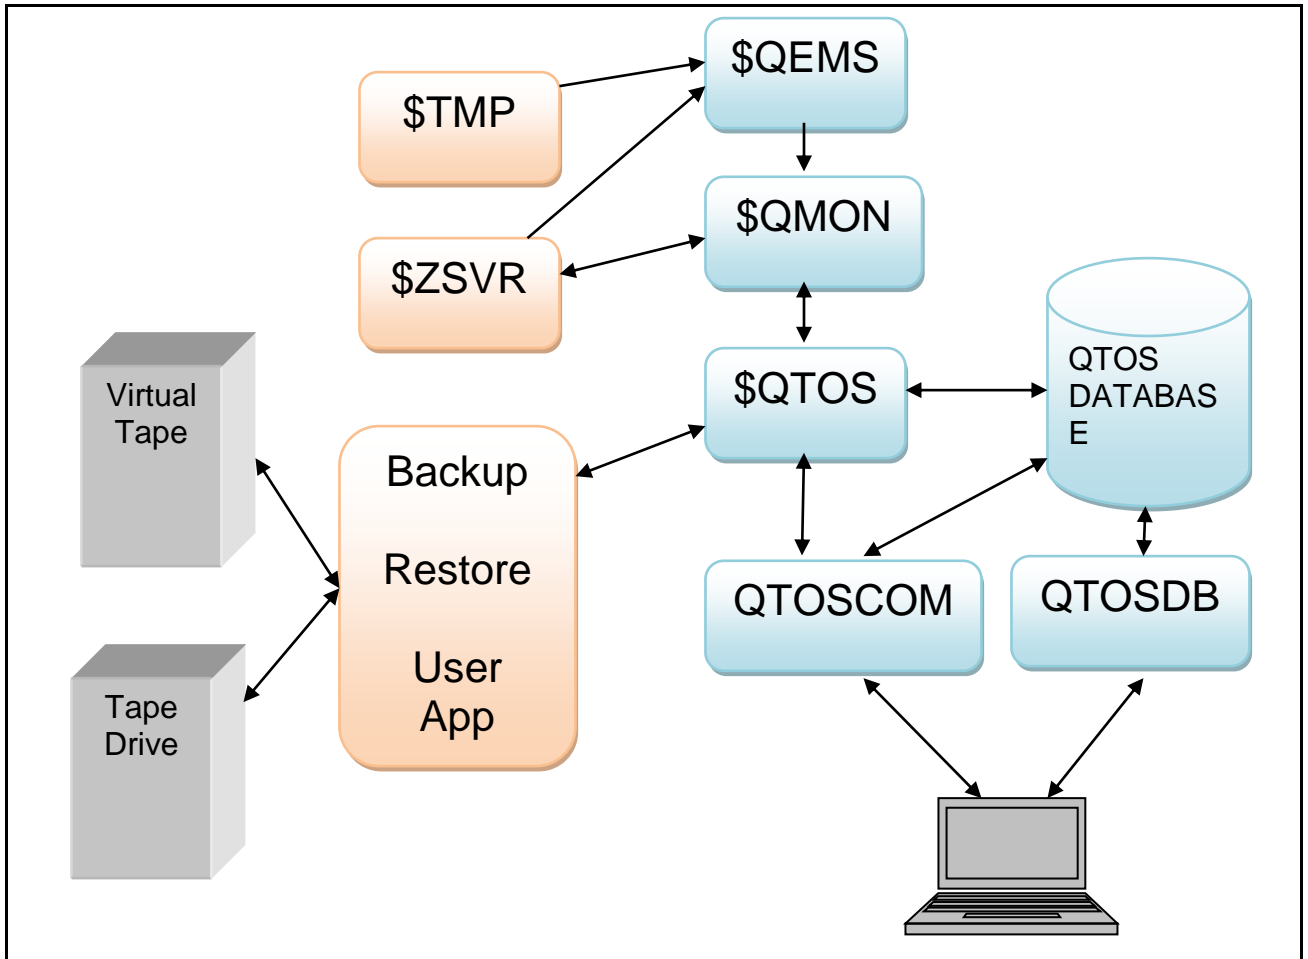 $QEMS
$TMP
$QMON
$ZSVR
QTOS
DATABAS
E
$QTOS
Virtual
Tape
Backup
Restore
User
App
QTOSCOM
QTOSDB
Tape
Drive